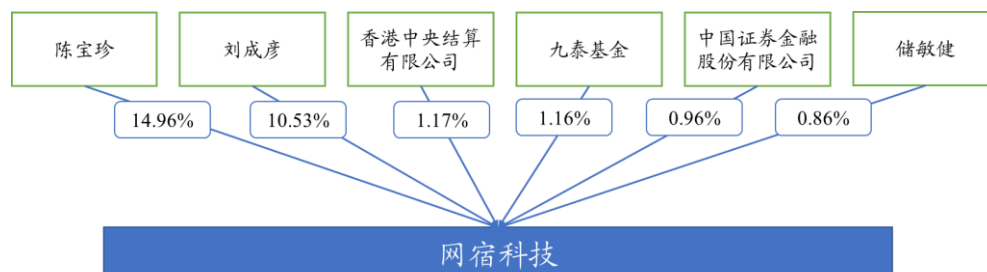 陈宝珍
刘成彦
香港中央结算
有限公司
九泰基金
中国证券金融
股份有限公司
储敏健
14.96%
10.53%
1.17%
1.16%
0.96%
0.86%
网宿科技